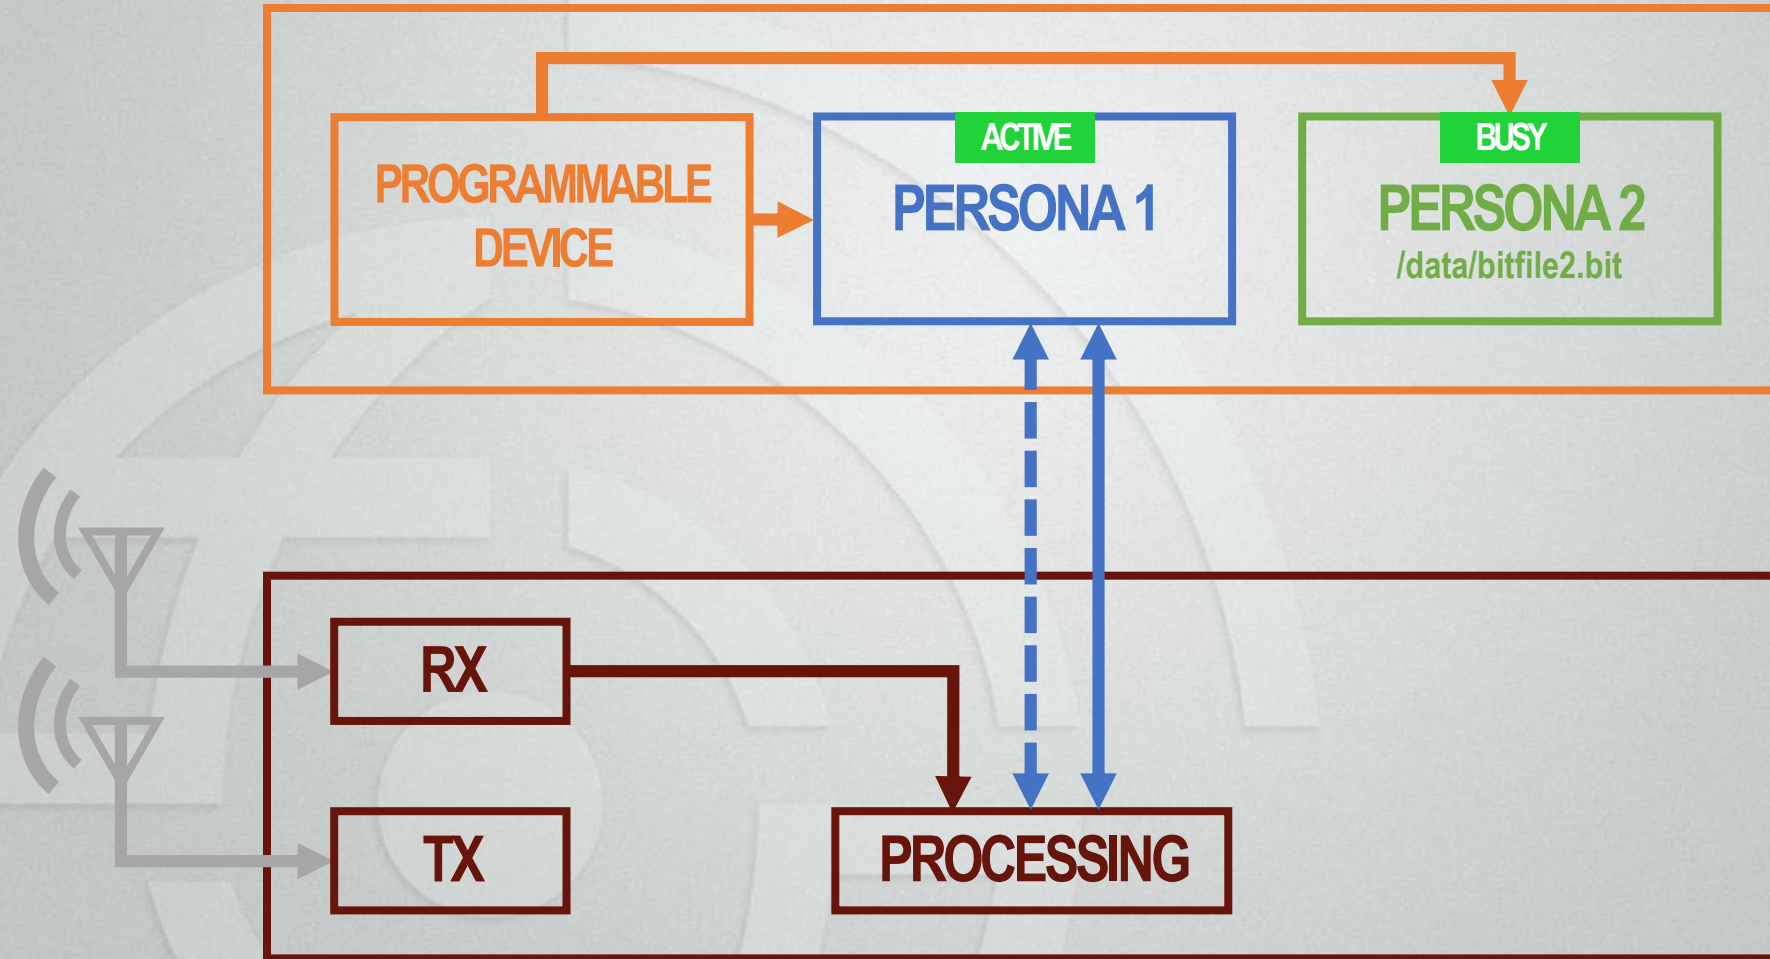 PROGRAMMABLE
DEVICE
ACTIVE
PERSONA 1
BUSY
PERSONA 2
/data/bitfile2.bit
RX
TX
PROCESSING